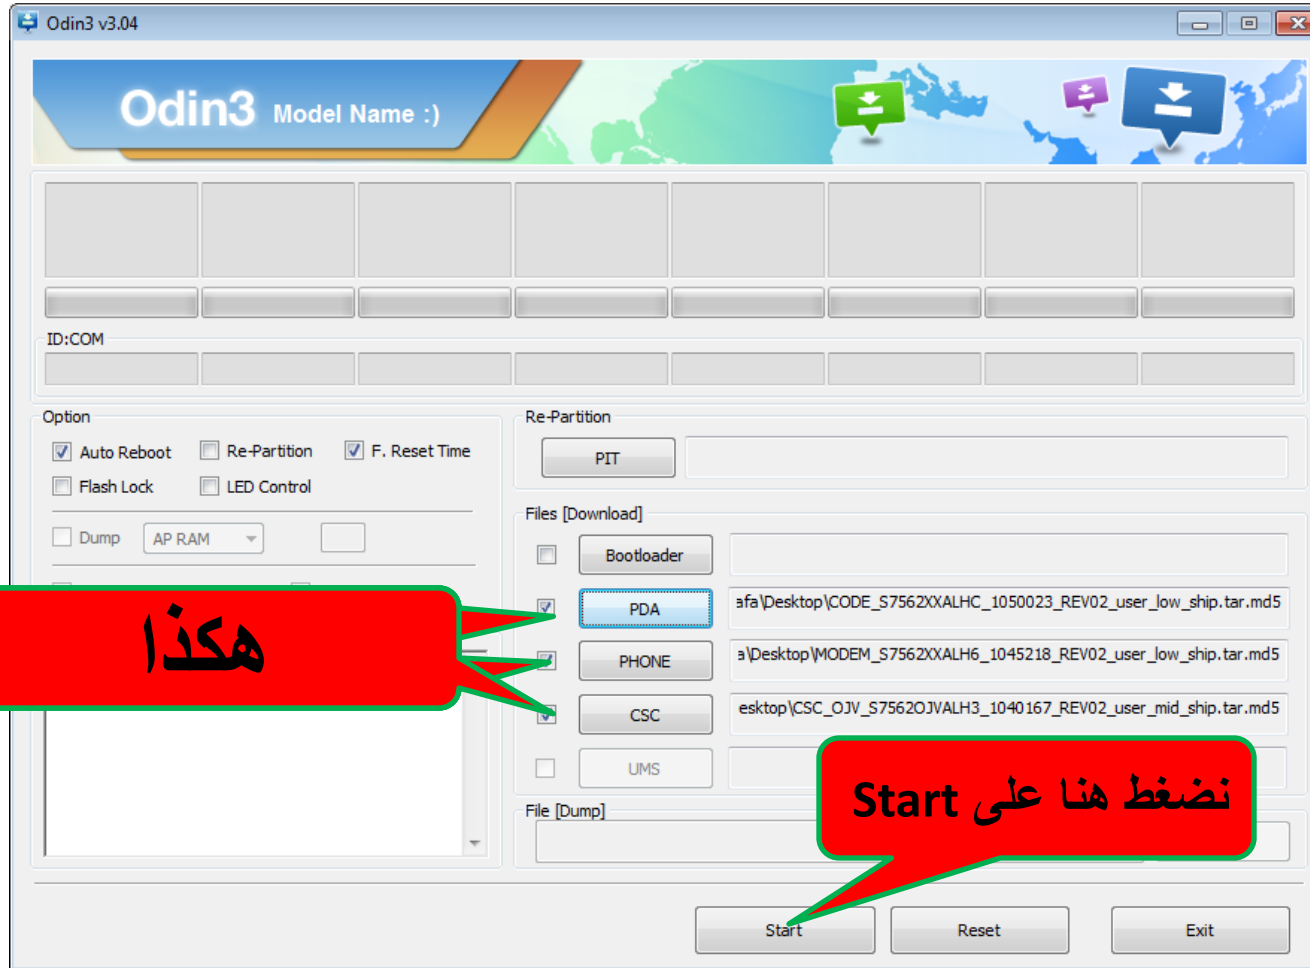 Odin3 v3.04
Odin3 Model Name :)
ID:COM
Option
Auto Reboot
Re-Partition
F. Reset Time
Flash Lock
LED Control
Dump
AP RAM
هكذا
Re-Partition
PIT
Files [Download]
Bootloader
PDA
afa\Desktop\CODE_S7562XXALHC_1050023_REV02_user_low_ship.tar.md5
PHONE
a\Desktop\MODEM_S7562XXALH6_1045218_REV02_user_low_ship.tar.md5
CSC
esktop\CSC_OJV_S7562OJVALH3_1040167_REV02_user_mid_ship.tar.md5
UMS
نضغط هنا على Start
File [Dump]
Start
Reset
Exit